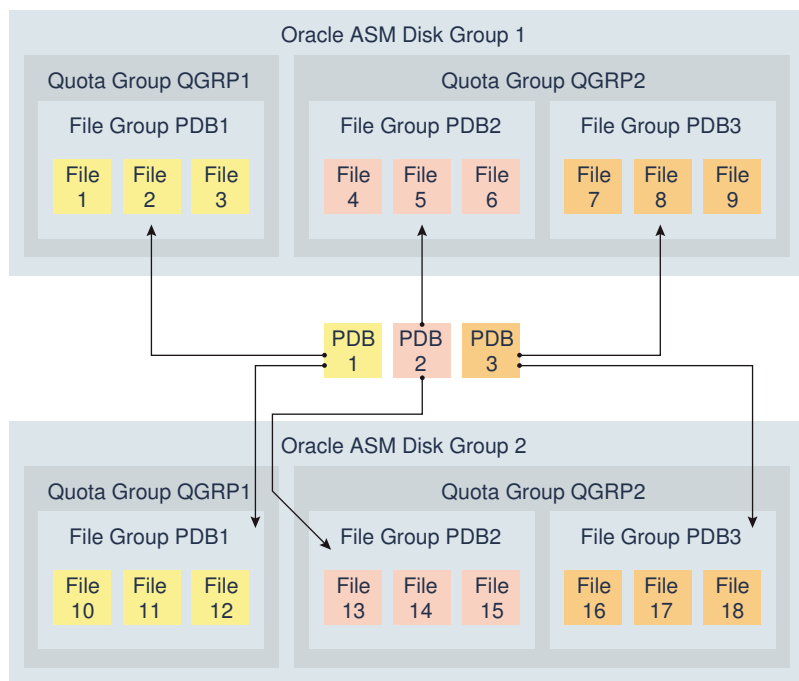 Oracle ASM Disk Group 1
Quota Group QGRP1
Quota Group QGRP2
File Group PDB1
File Group PDB2
File Group PDB3
File
1
File
2
File
3
File
4
File
5
File
6
File
7
File
8
File
9
PDB
1
PDB
2
PDB
3
Oracle ASM Disk Group 2
Quota Group QGRP1
Quota Group QGRP2
File Group PDB1
File Group PDB2
File Group PDB3
File
10
File
11
File
12
File
13
File
14
File
15
File
16
File
17
File
18